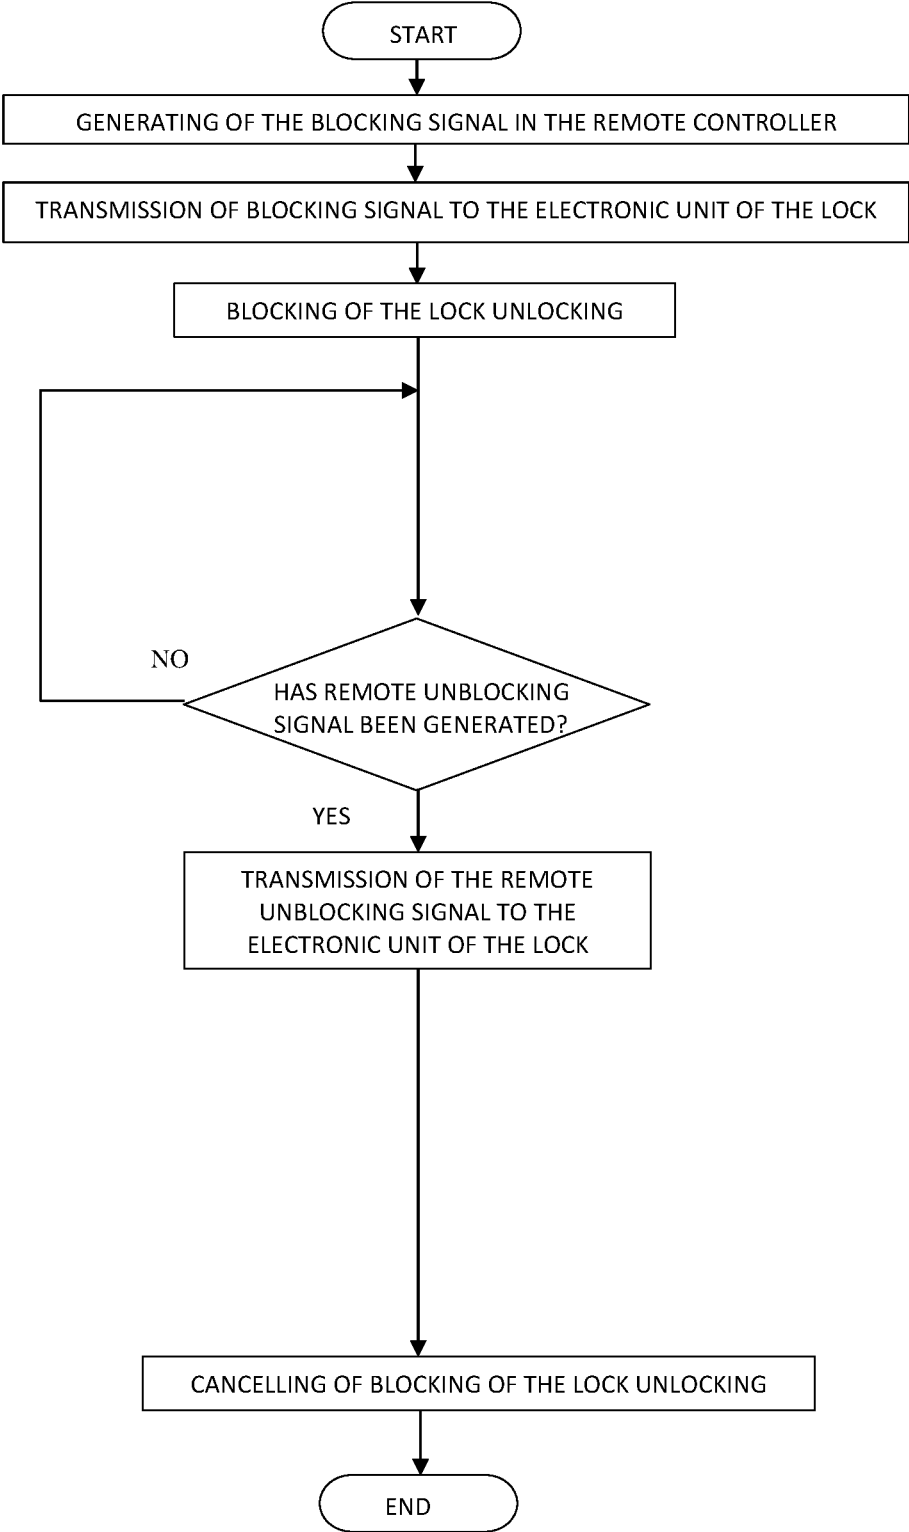 START
GENERATING OF THE BLOCKING SIGNAL IN THE REMOTE CONTROLLER
TRANSMISSION OF BLOCKING SIGNAL TO THE ELECTRONIC UNIT OF THE LOCK
BLOCKING OF THE LOCK UNLOCKING
NO
HAS REMOTE UNBLOCKING
SIGNAL BEEN GENERATED?
YES
TRANSMISSION OF THE REMOTE
UNBLOCKING SIGNAL TO THE
ELECTRONIC UNIT OF THE LOCK
CANCELLING OF BLOCKING OF THE LOCK UNLOCKING
END